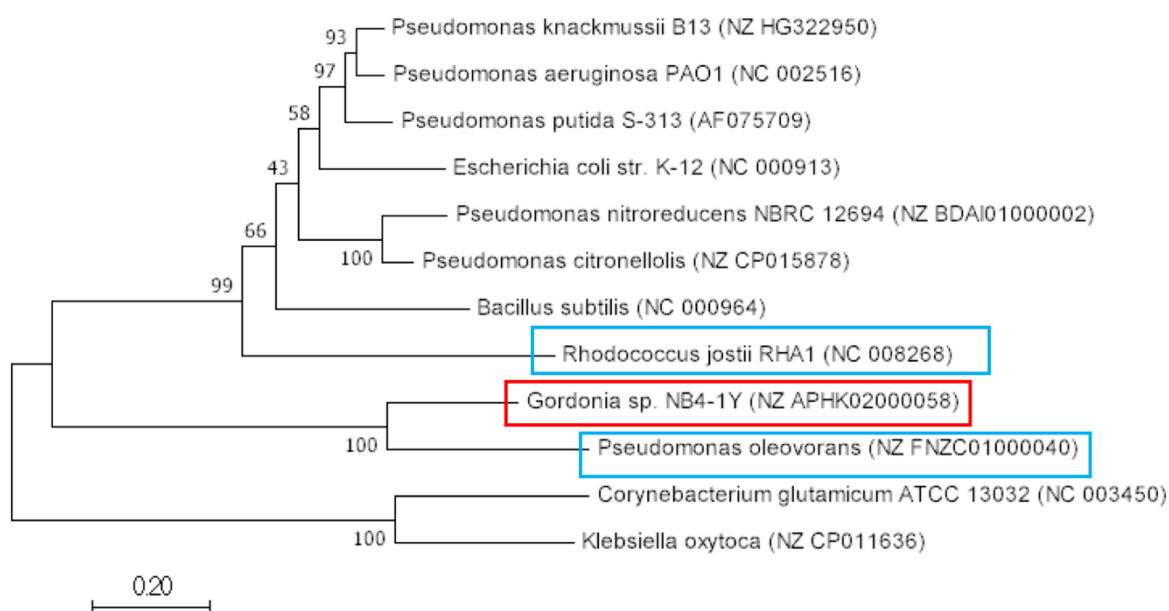 93
Pseudomonas knackmussii B13 (NZ HG322950)
97
Pseudomonas aeruginosa PAO1 (NC 002516)
58
Pseudomonas putida S-313 (AF075709)
43
Escherichia coli str. K-12 (NC 000913)
66
Pseudomonas nitroreducens NBRC 12694 (NZ BDAI01000002)
100
Pseudomonas citronellolis (NZ CP015878)
99
Bacillus subtilis (NC 000964)
Rhodococcus jostii RHA1 (NC 008268)
Gordonia sp. NB4-1Y (NZ APHK02000058)
100
Pseudomonas oleovorans (NZ FNZC01000040)
Corynebacterium glutamicum ATCC 13032 (NC 003450)
100
Klebsiella oxytoca (NZ CP011636)
0.20